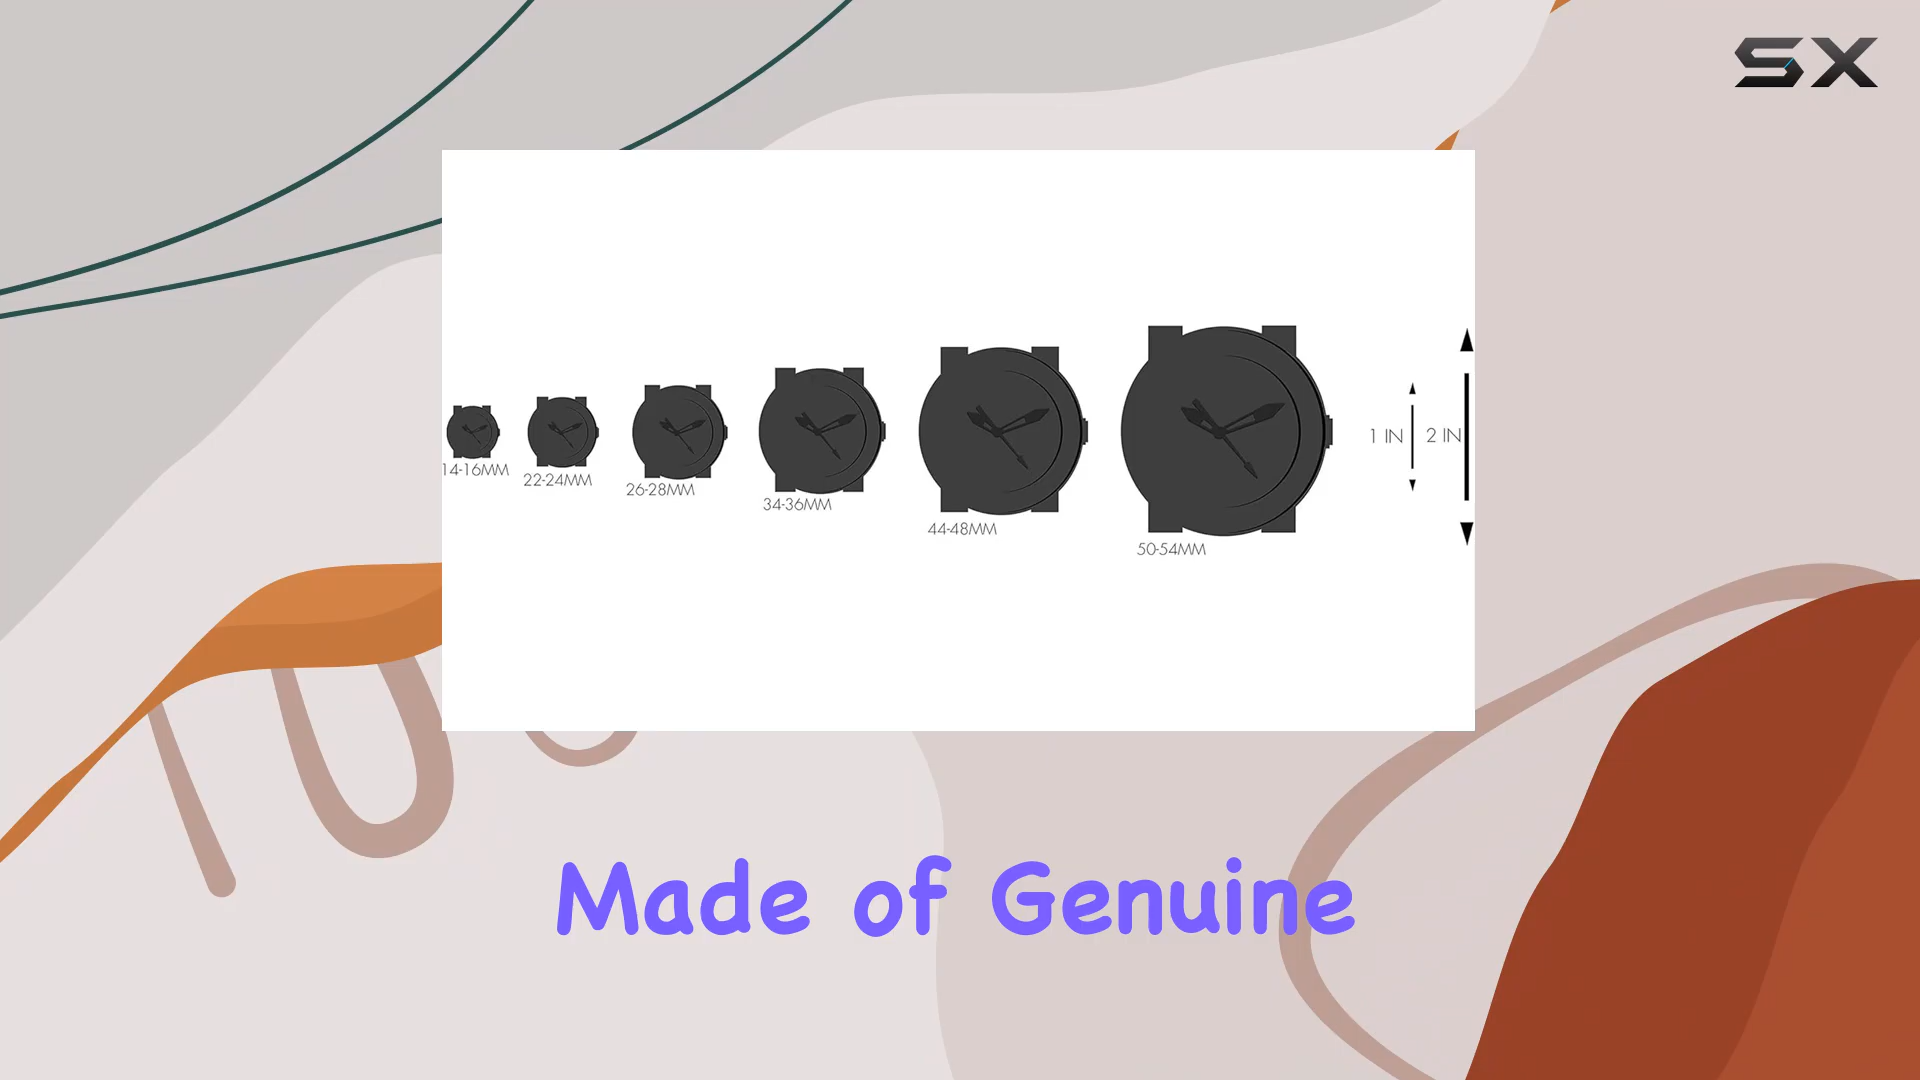 SX
14-16MM
22-24MM
26-28MM
34-36MM
44-48MM
50-54MM
1 IN
2 IN
Made of Genuine